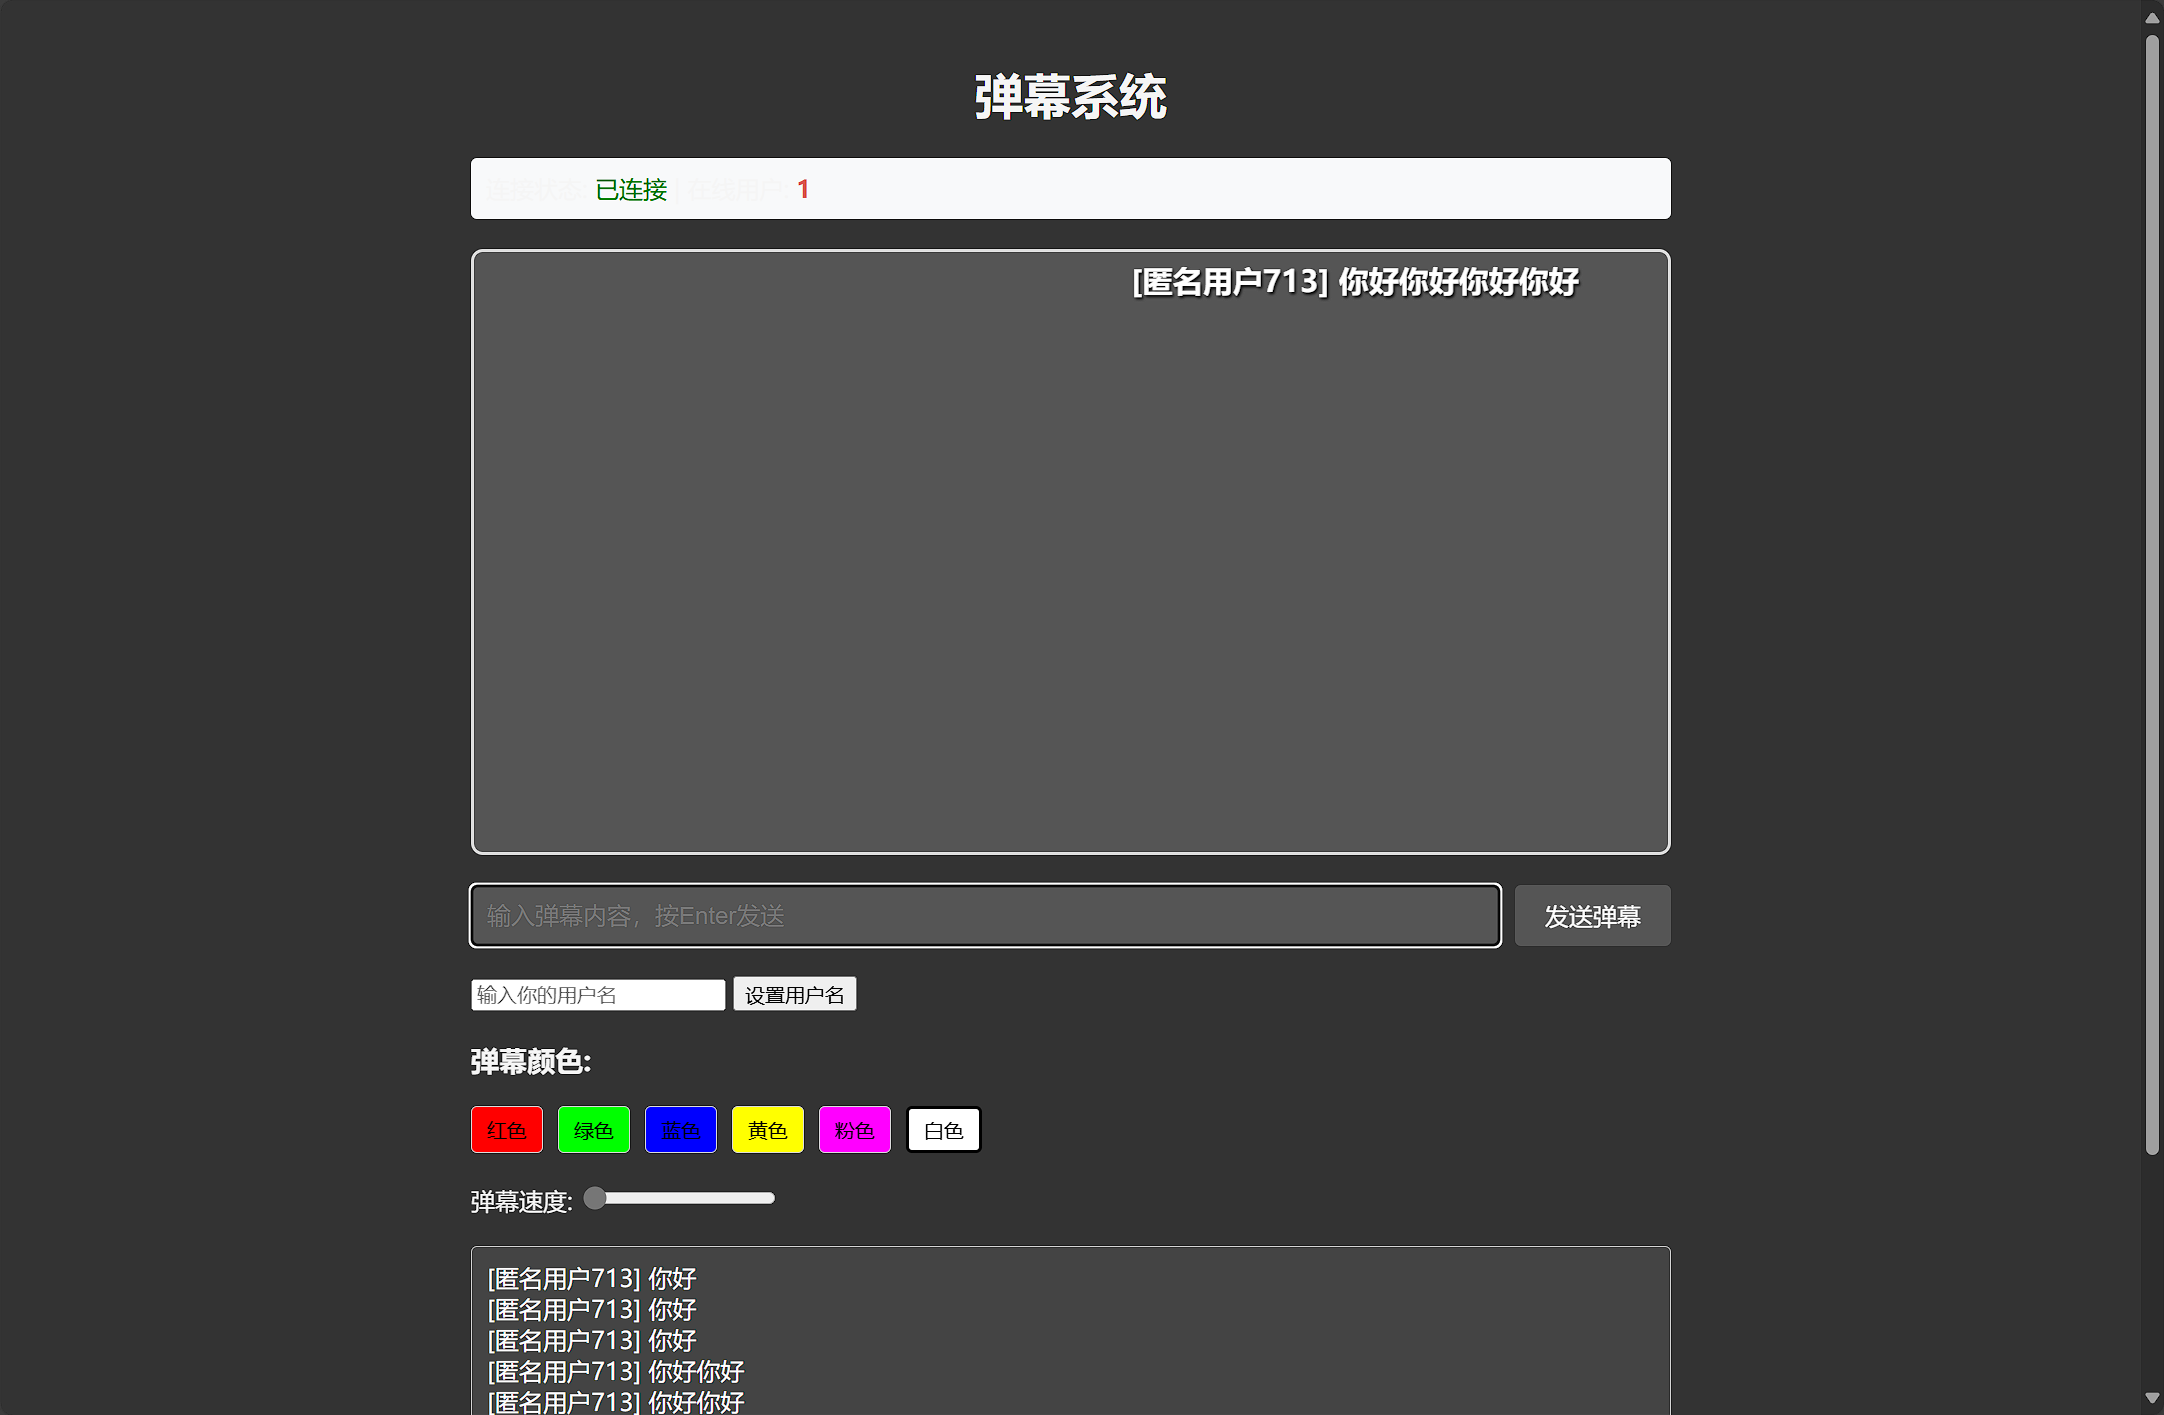 弹幕系统
连接状态: 已连接 | 在线用户: 1
[匿名用户713] 你好你好你好你好
输入弹幕内容，按Enter发送
发送弹幕
输入你的用户名
设置用户名
弹幕颜色:
红色 绿色 蓝色 黄色 粉色 白色
弹幕速度:
[匿名用户713] 你好
[匿名用户713] 你好
[匿名用户713] 你好
[匿名用户713] 你好你好
[匿名用户713] 你好你好